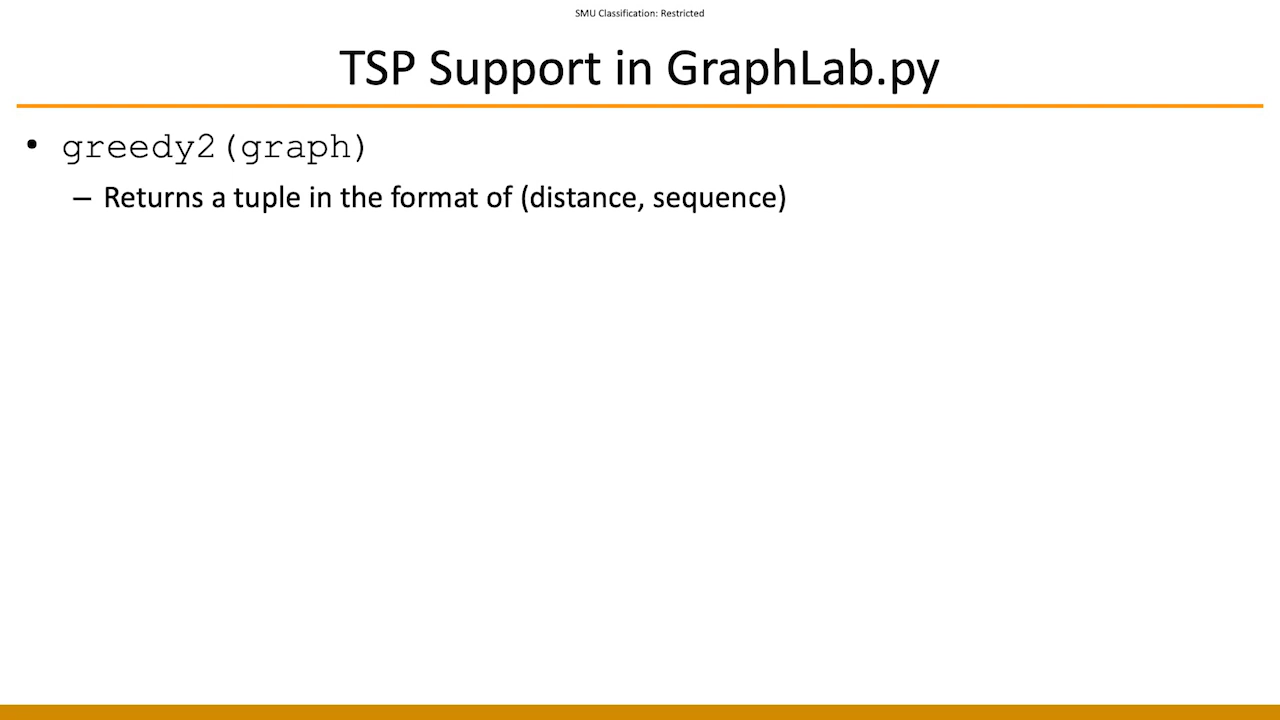 SMU Classification: Restricted
TSP Support in GraphLab.py
• greedy2(graph)
– Returns a tuple in the format of (distance, sequence)